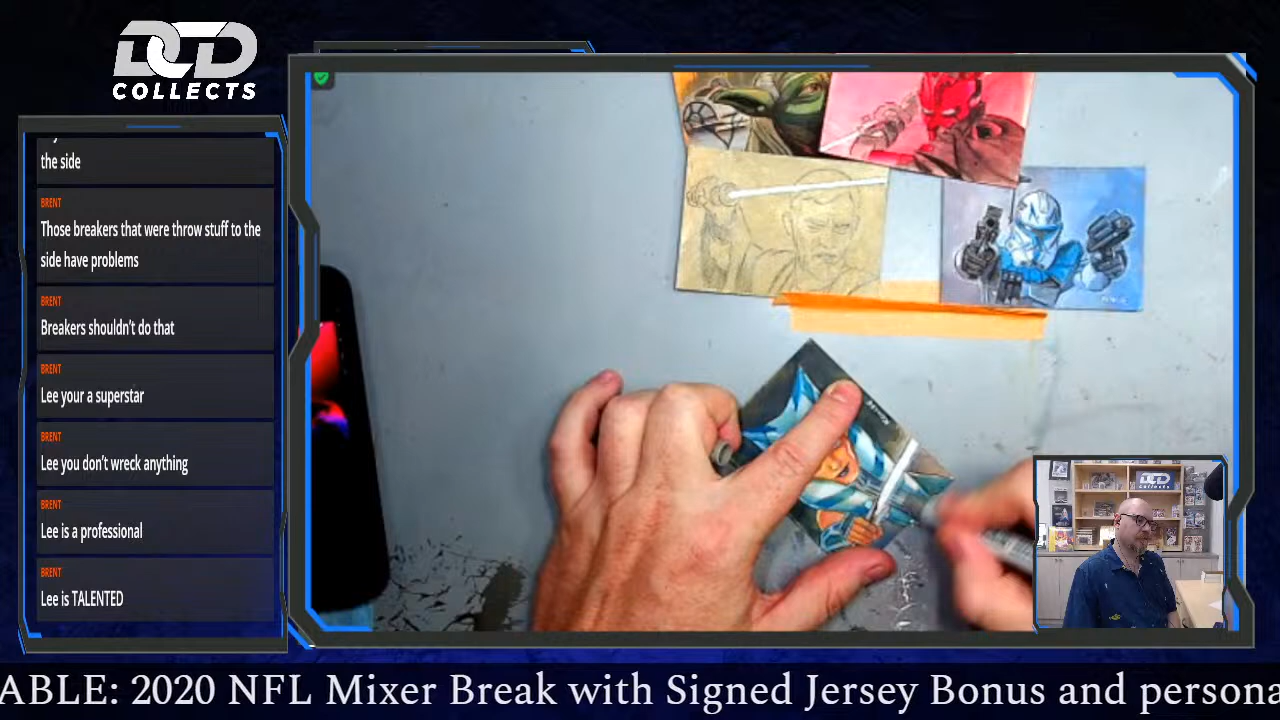 DCD
COLLECTS
the side
BRENT
Those breakers that were throw stuff to the
side have problems
BRENT
Breakers shouldn't do that
BRENT
Lee your a superstar
BRENT
Lee you don't wreck anything
BRENT
Lee is a professional
BRENT
Lee is TALENTED
DCD
COLLECTS
ABLE: 2020 NFL Mixer Break with Signed Jersey Bonus and persona